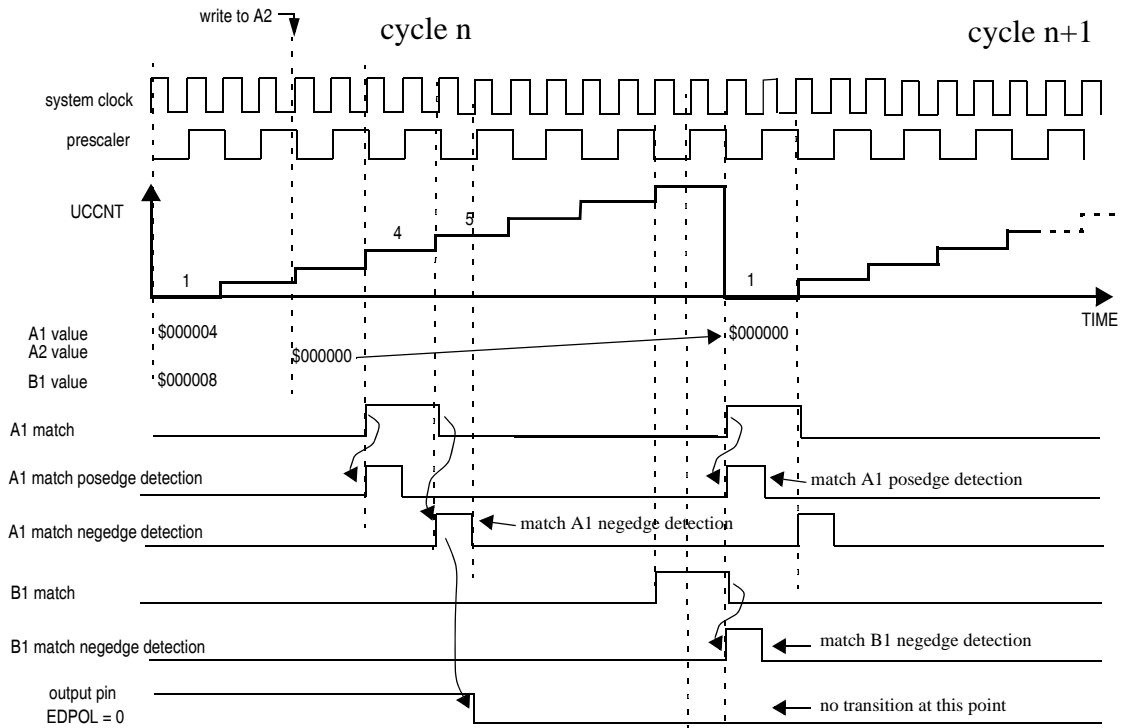 write to A2
cycle n
cycle n+1
system clock
prescaler
UCCNT
1
4
5
1
TIME
A1 value
$000004
$000000
A2 value
$000000
B1 value
$000008
A1 match
A1 match posedge detection
match A1 posedge detection
A1 match negedge detection
match A1 negedge detection
B1 match
B1 match negedge detection
match B1 negedge detection
output pin
EDPOL = 0
no transition at this point